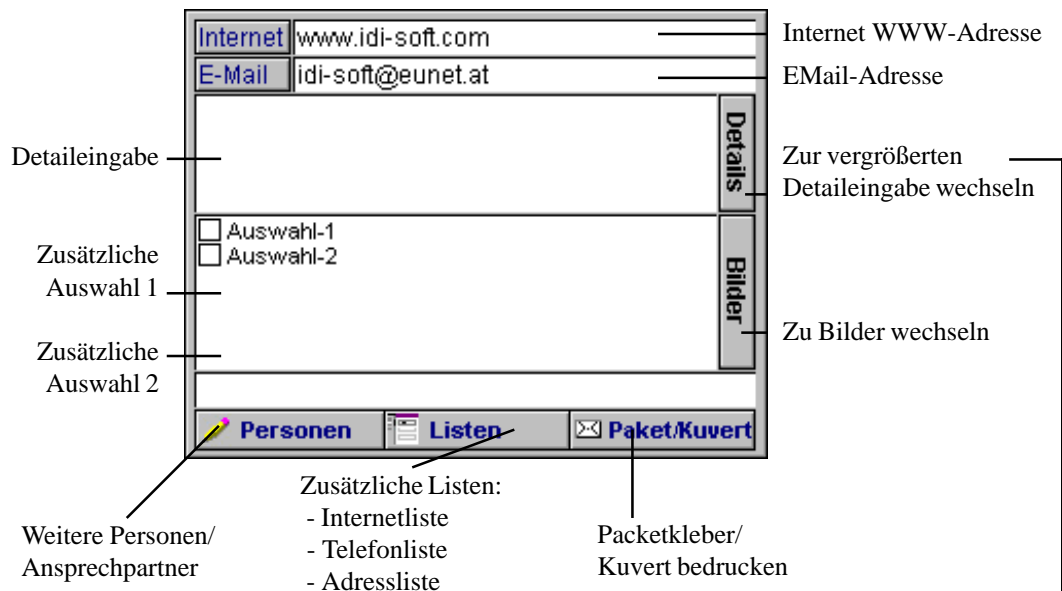 Internet www.idi-soft.com
Internet WWW-Adresse
E-Mail idi-soft@eunet.at
EMail-Adresse
Detaileingabe
Details
Zur vergrößerten
Detaileingabe wechseln
Auswahl-1
Auswahl-2
Zusätzliche
Auswahl 1
Bilder
Zu Bilder wechseln
Zusätzliche
Auswahl 2
Personen
Listen
Paket/Kuvert
Weitere Personen/
Ansprechpartner
Zusätzliche Listen:
- Internetliste
- Telefonliste
- Adressliste
Packetkleber/
Kuvert bedrucken